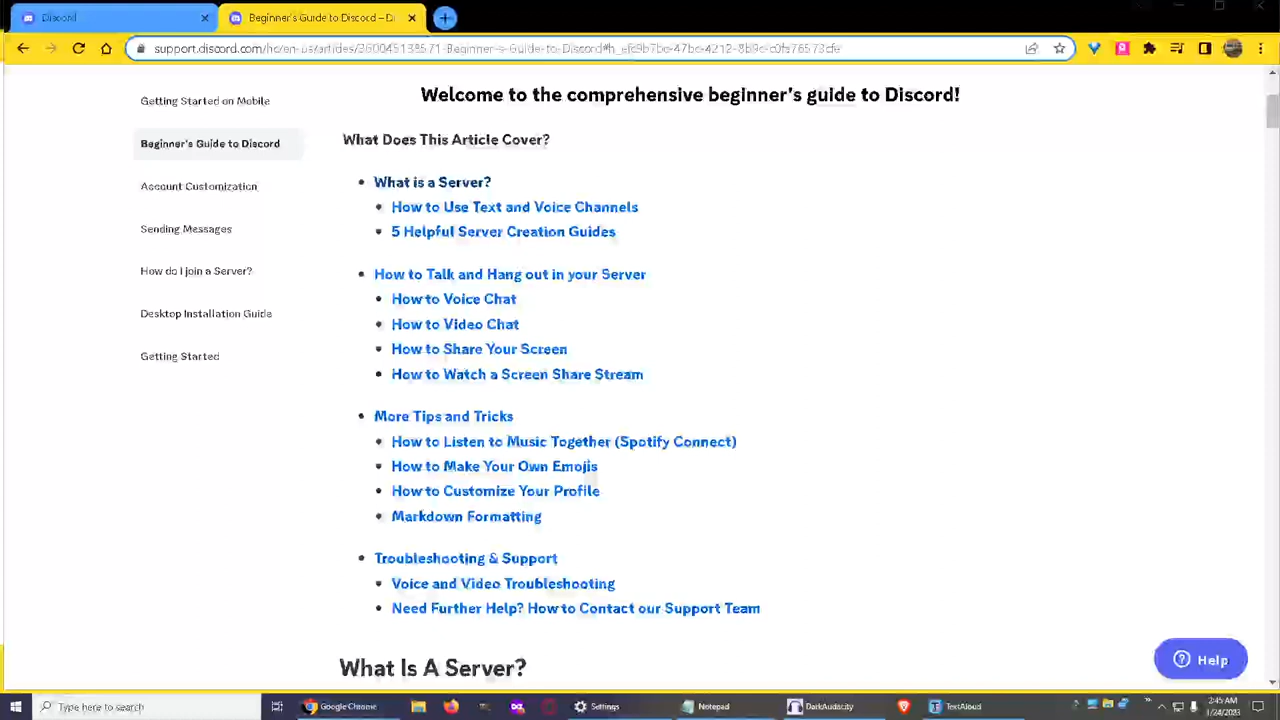 Discord
Beginner's Guide to Discord – Di
Getting Started on Mobile
Beginner's Guide to Discord
Account Customization
Sending Messages
How do I join a Server?
Desktop Installation Guide
Getting Started
Welcome to the comprehensive beginner's guide to Discord!
What Does This Article Cover?
What is a Server?
How to Use Text and Voice Channels
5 Helpful Server Creation Guides
How to Talk and Hang out in your Server
How to Voice Chat
How to Video Chat
How to Share Your Screen
How to Watch a Screen Share Stream
More Tips and Tricks
How to Listen to Music Together (Spotify Connect)
How to Make Your Own Emojis
How to Customize Your Profile
Markdown Formatting
Troubleshooting & Support
Voice and Video Troubleshooting
Need Further Help? How to Contact our Support Team
What Is A Server?
Help
Type here to search
Google Chrome
Settings
Notepad
DarkAudacity
TextAloud
2:45 AM
1/24/2023